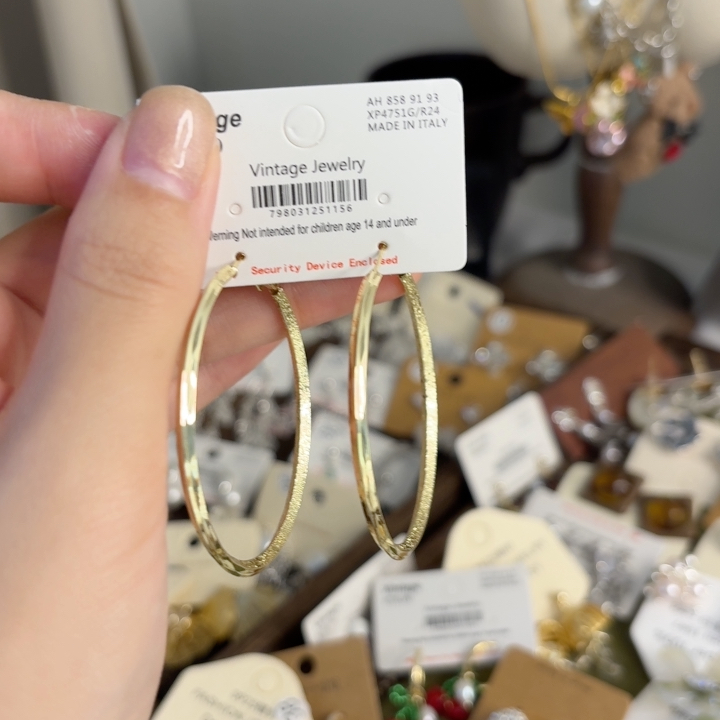 ge
AH 858 91 93
XP4751G/R24
MADE IN ITALY
Vintage Jewelry
798031251156
Verning Not intended for children age 14 and under
Security Device Enclosed